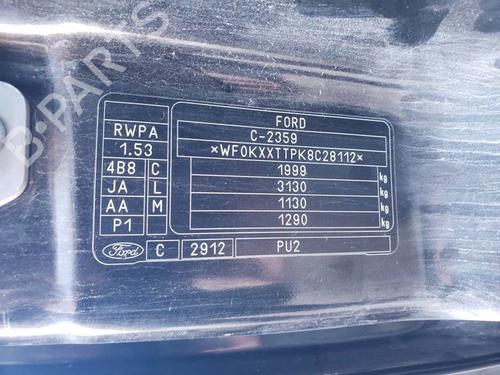 FORD
C-2359
×WF0KXXTTPK8C28112×
1999 kg
3130 kg
1130 kg
1290 kg
RWPA
1.53
4B8 C
JA L
AA M
P1
Ford C 2912 PU2